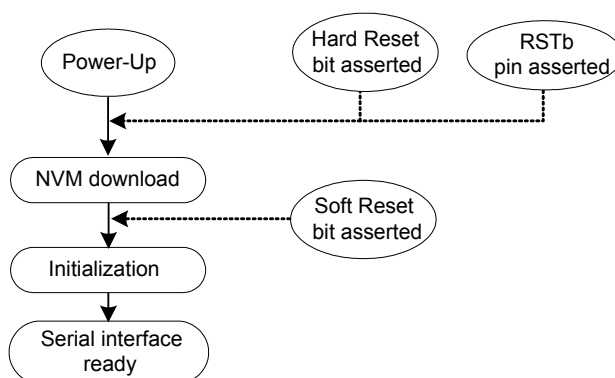 Power-Up
Hard Reset
bit asserted
RSTb
pin asserted
NVM download
Soft Reset
bit asserted
Initialization
Serial interface
ready